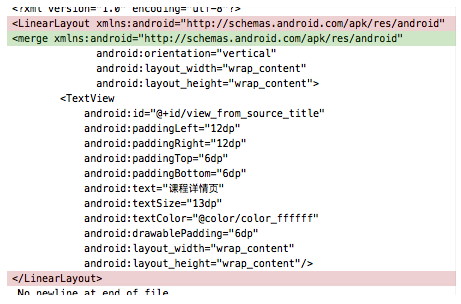 <?xml version="1.0" encoding="utf-8"?>
<LinearLayout xmlns:android="http://schemas.android.com/apk/res/android"
<merge xmlns:android="http://schemas.android.com/apk/res/android"
android:orientation="vertical"
android:layout_width="wrap_content"
android:layout_height="wrap_content">
<TextView
android:id="@+id/view_from_source_title"
android:paddingLeft="12dp"
android:paddingRight="12dp"
android:paddingTop="6dp"
android:paddingBottom="6dp"
android:text="课程详情页"
android:textSize="13dp"
android:textColor="@color/color_ffffff"
android:drawablePadding="6dp"
android:layout_width="wrap_content"
android:layout_height="wrap_content"/>
</LinearLayout>
No newline at end of file